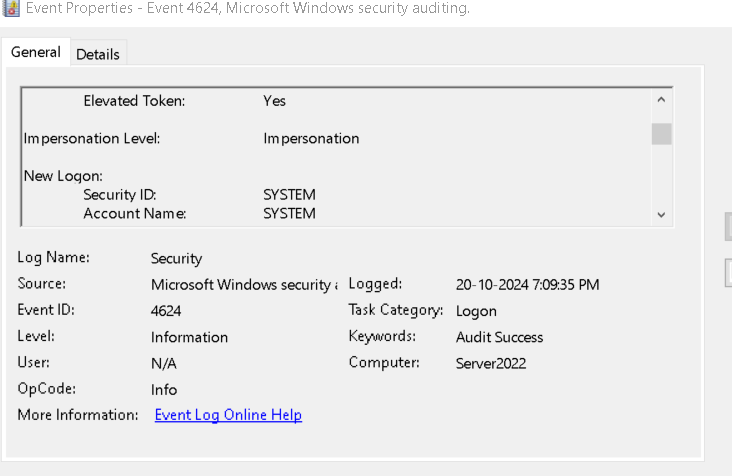 Event Properties - Event 4624, Microsoft Windows security auditing.
General Details
Elevated Token: Yes
Impersonation Level: Impersonation
New Logon:
Security ID: SYSTEM
Account Name: SYSTEM
Log Name: Security
Source: Microsoft Windows security a Logged: 20-10-2024 7:09:35 PM
Event ID: 4624 Task Category: Logon
Level: Information Keywords: Audit Success
User: N/A Computer: Server2022
OpCode: Info
More Information: Event Log Online Help